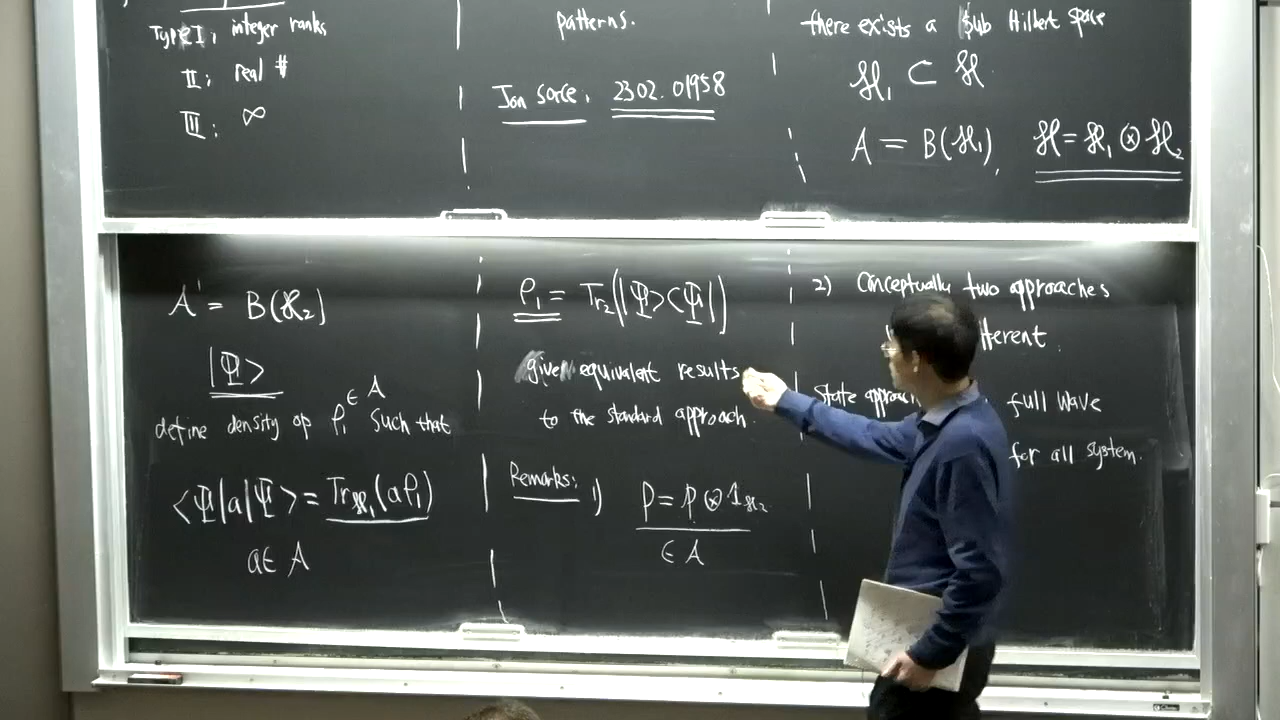 Type I; integer ranks
II; real #
III; ∞
patterns.
Jon Sorce, 2302.01958
there exists a sub Hilbert space
ℋ₁ ⊂ ℋ
A = B(ℋ₁), ℋ = ℋ₁ ⊗ ℋ₂
A' = B(ℋ₂)
|Ψ>
define density op ρ₁ ∈ A such that
<Ψ|a|Ψ> = Tr_ℋ₁(aρ₁)
a ∈ A
ρ₁ = Tr₂(|Ψ><Ψ|)
given equivalent results
to the standard approach.
Remarks; 1) P = P ⊗ 1_ℋ₂
∈ A
2) Conceptually two approaches
State full wave
for all system.